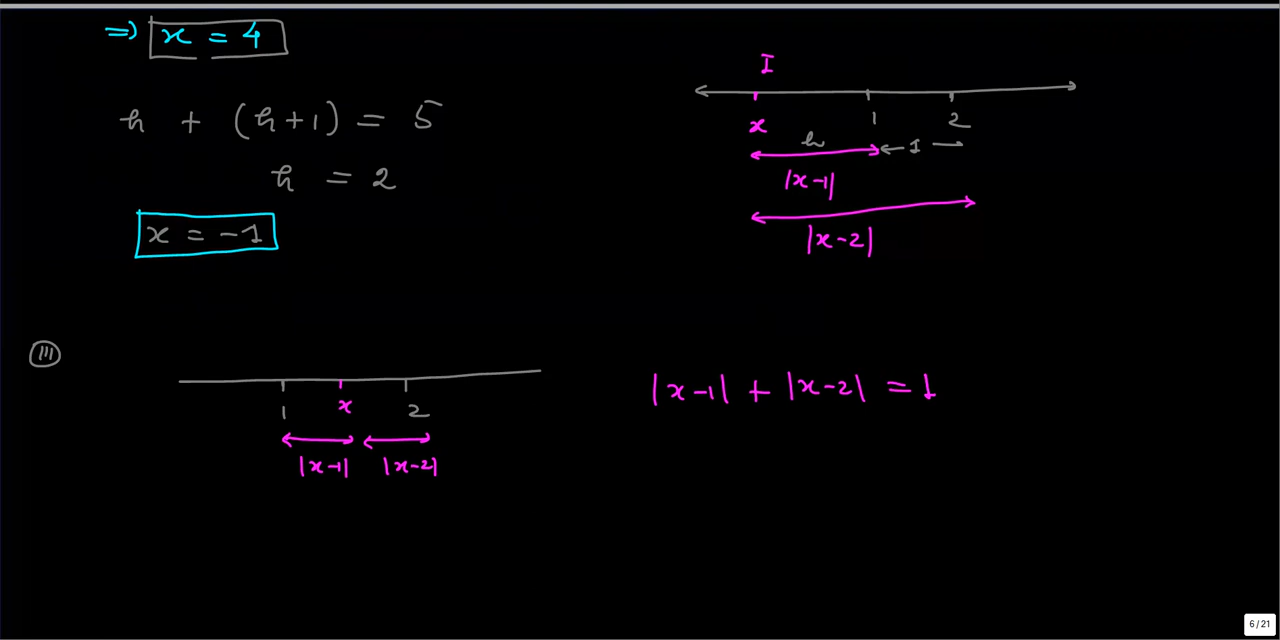 ⇒ x = 4
h + (h+1) = 5
h = 2
x = -1
I
x 1 2
h 1
|x-1|
|x-2|
(III)
1 x 2
|x-1| |x-2|
|x-1| + |x-2| = 1
6 / 21